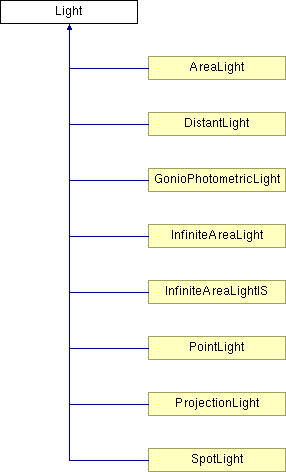 Light
AreaLight
DistantLight
GonioPhotometricLight
InfiniteAreaLight
InfiniteAreaLightIS
PointLight
ProjectionLight
SpotLight